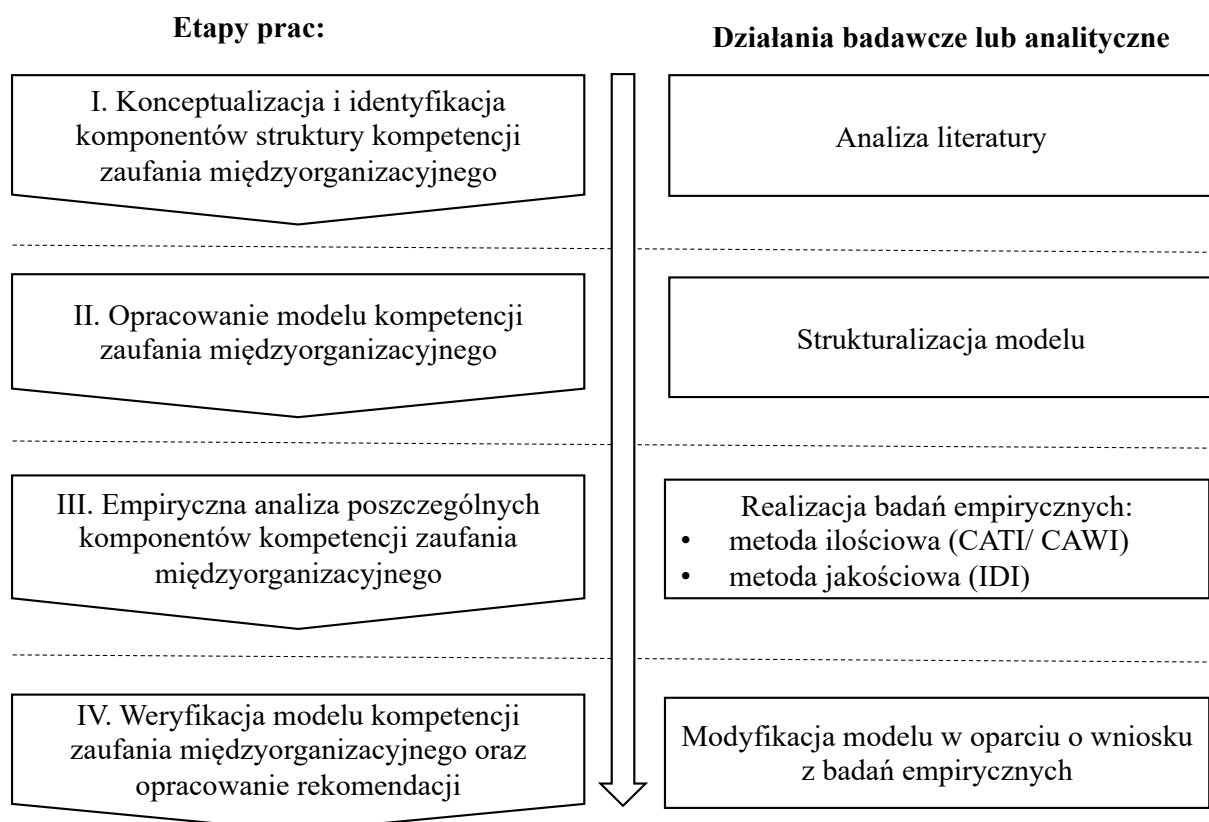 Etapy prac:
Działania badawcze lub analityczne
I. Konceptualizacja i identyfikacja
komponentów struktury kompetencji
zaufania międzyorganizacyjnego
Analiza literatury
II. Opracowanie modelu kompetencji
zaufania międzyorganizacyjnego
Strukturalizacja modelu
III. Empiryczna analiza poszczególnych
komponentów kompetencji zaufania
międzyorganizacyjnego
Realizacja badań empirycznych:
• metoda ilościowa (CATI/ CAWI)
• metoda jakościowa (IDI)
IV. Weryfikacja modelu kompetencji
zaufania międzyorganizacyjnego oraz
opracowanie rekomendacji
Modyfikacja modelu w oparciu o wniosku
z badań empirycznych